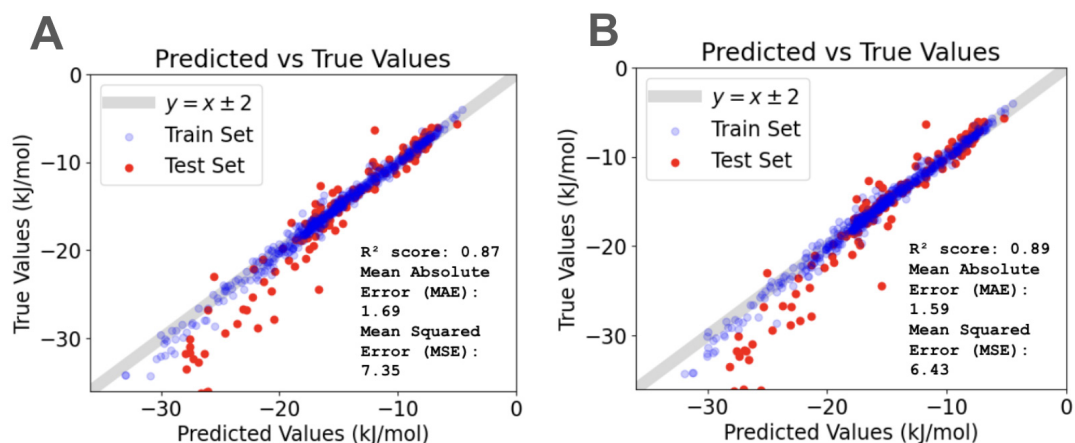 A
Predicted vs True Values
0
−10
−20
−30
True Values (kJ/mol)
y = x ± 2
Train Set
Test Set
R² score: 0.87
Mean Absolute
Error (MAE):
1.69
Mean Squared
Error (MSE):
7.35
−30 −20 −10 0
Predicted Values (kJ/mol)
B
Predicted vs True Values
0
−10
−20
−30
True Values (kJ/mol)
y = x ± 2
Train Set
Test Set
R² score: 0.89
Mean Absolute
Error (MAE):
1.59
Mean Squared
Error (MSE):
6.43
−30 −20 −10 0
Predicted Values (kJ/mol)